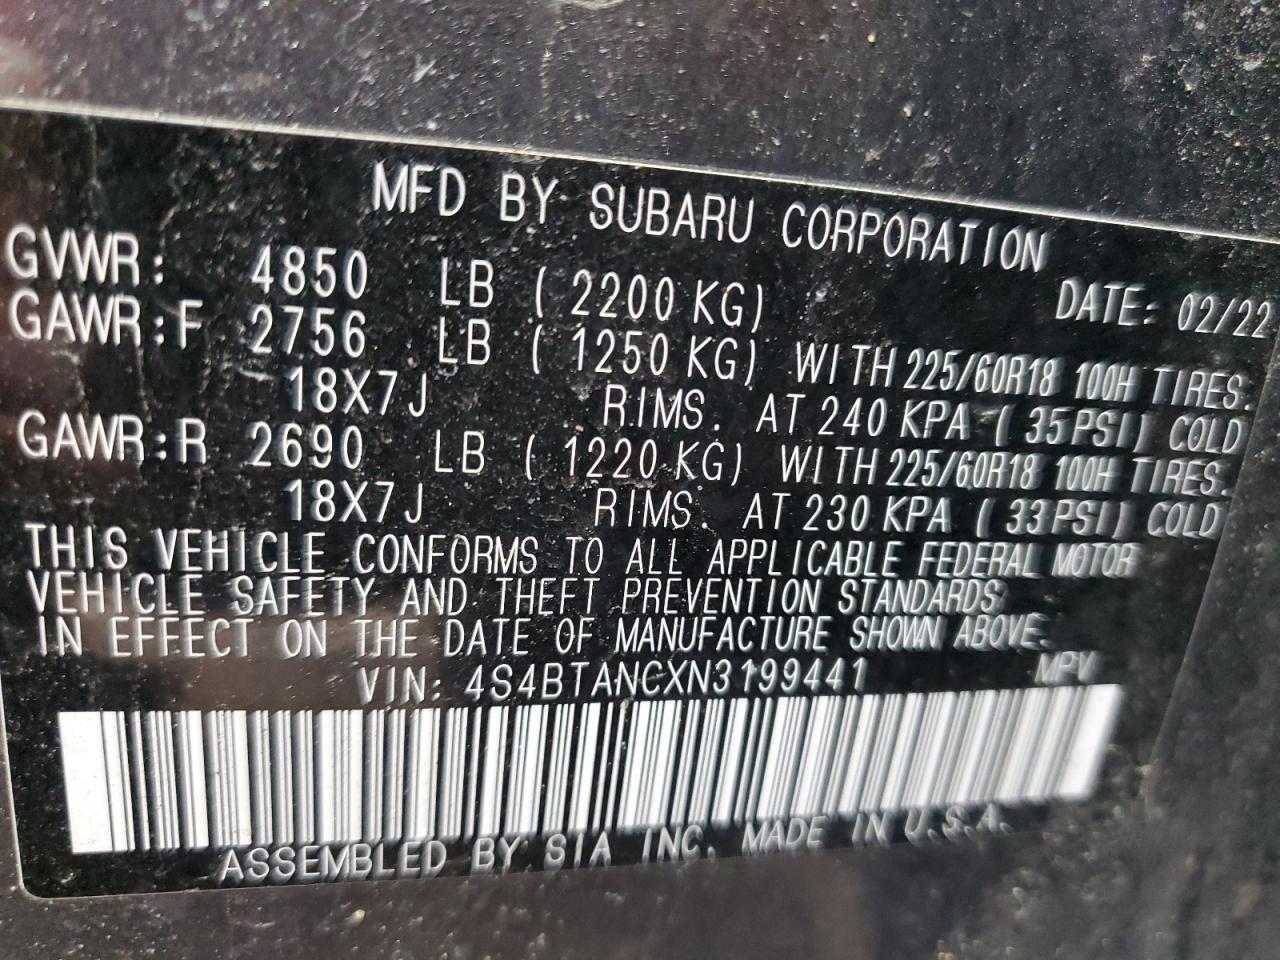 MFD BY SUBARU CORPORATION
GVWR: 4850 LB (2200 KG) DATE: 02/22
GAWR:F 2756 LB (1250 KG) WITH 225/60R18 100H TIRES.
18X7J RIMS. AT 240 KPA (35PSI) COLD
GAWR:R 2690 LB (1220 KG) WITH 225/60R18 100H TIRES.
18X7J RIMS. AT 230 KPA (33PSI) COLD
THIS VEHICLE CONFORMS TO ALL APPLICABLE FEDERAL MOTOR
VEHICLE SAFETY AND THEFT PREVENTION STANDARDS
IN EFFECT ON THE DATE OF MANUFACTURE SHOWN ABOVE.
VIN: 4S4BTANCXN3199441 MPV
ASSEMBLED BY SIA INC. MADE IN U.S.A.